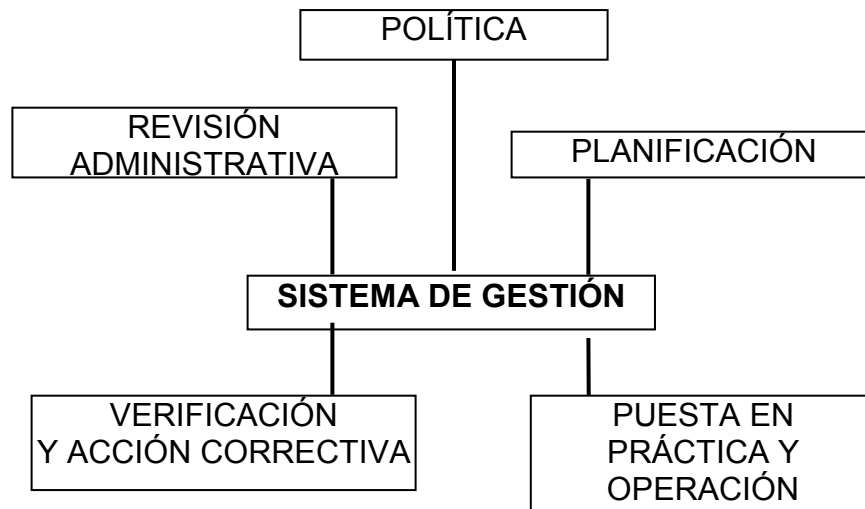 POLÍTICA
REVISIÓN
ADMINISTRATIVA
PLANIFICACIÓN
SISTEMA DE GESTIÓN
VERIFICACIÓN
Y ACCIÓN CORRECTIVA
PUESTA EN
PRÁCTICA Y
OPERACIÓN